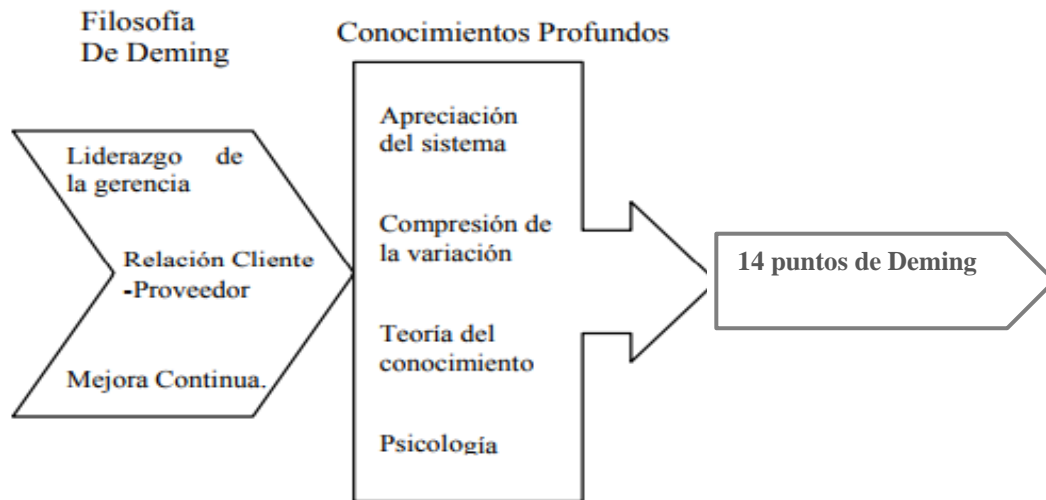 Filosofía
De Deming
Liderazgo de
la gerencia
Relación Cliente
-Proveedor
Mejora Continua.
Conocimientos Profundos
Apreciación
del sistema
Compresión de
la variación
Teoría del
conocimiento
Psicología
14 puntos de Deming